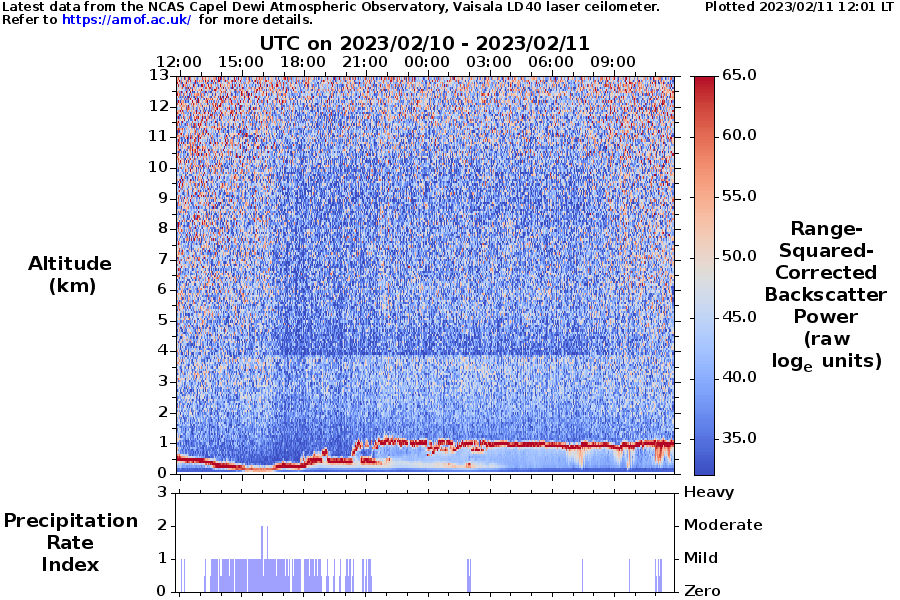 Latest data from the NCAS Capel Dewi Atmospheric Observatory, Vaisala LD40 laser ceilometer.
Plotted 2023/02/11 12:01 LT
Refer to https://amof.ac.uk/ for more details.
UTC on 2023/02/10 - 2023/02/11
12:00 15:00 18:00 21:00 00:00 03:00 06:00 09:00
13
12
11
10
9
8
7
6
5
4
3
2
1
0
Altitude
(km)
65.0
60.0
55.0
50.0
45.0
40.0
35.0
Range-
Squared-
Corrected
Backscatter
Power
(raw
logₑ units)
Precipitation
Rate
Index
3
2
1
0
Heavy
Moderate
Mild
Zero